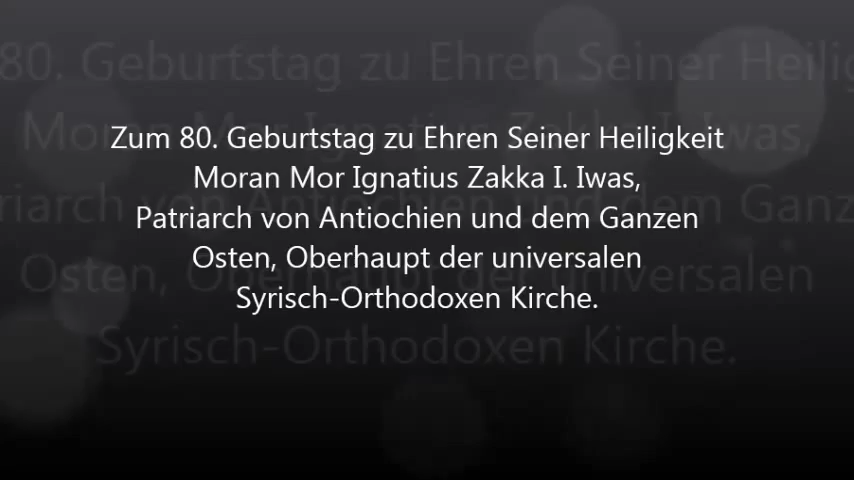 Zum 80. Geburtstag zu Ehren Seiner Heiligkeit
Moran Mor Ignatius Zakka I. Iwas,
Patriarch von Antiochien und dem Ganzen
Osten, Oberhaupt der universalen
Syrisch-Orthodoxen Kirche.